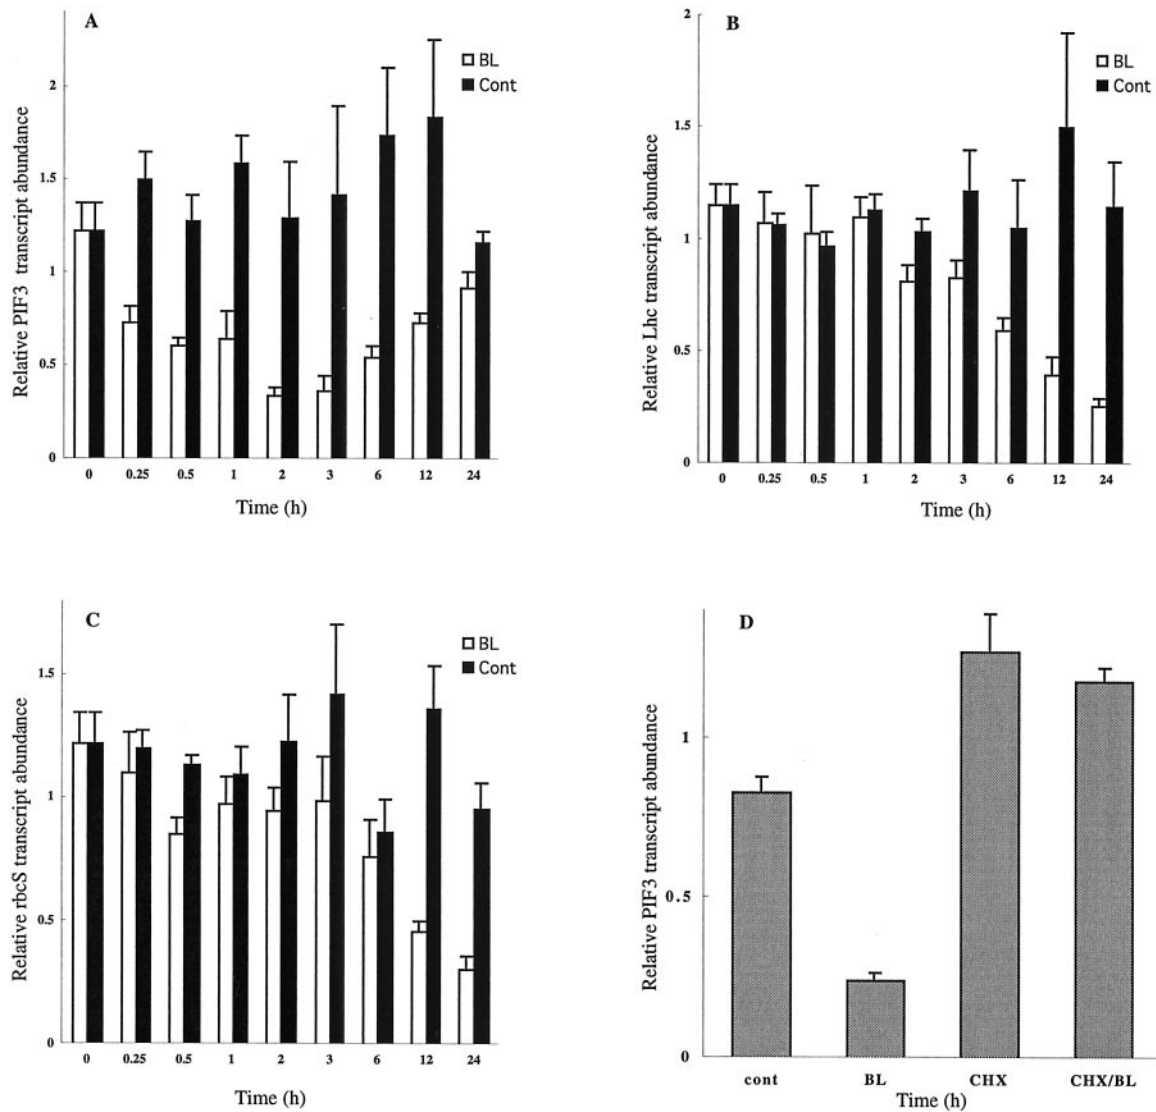 A
BL
Cont
2
1.5
1
0.5
0
Relative PIF3 transcript abundance
0 0.25 0.5 1 2 3 6 12 24
Time (h)
B
BL
Cont
2
1.5
1
0.5
0
Relative Lhc transcript abundance
0 0.25 0.5 1 2 3 6 12 24
Time (h)
C
BL
Cont
1.5
1
0.5
0
Relative rbcS transcript abundance
0 0.25 0.5 1 2 3 6 12 24
Time (h)
D
1
0.5
0
Relative PIF3 transcript abundance
cont BL CHX CHX/BL
Time (h)